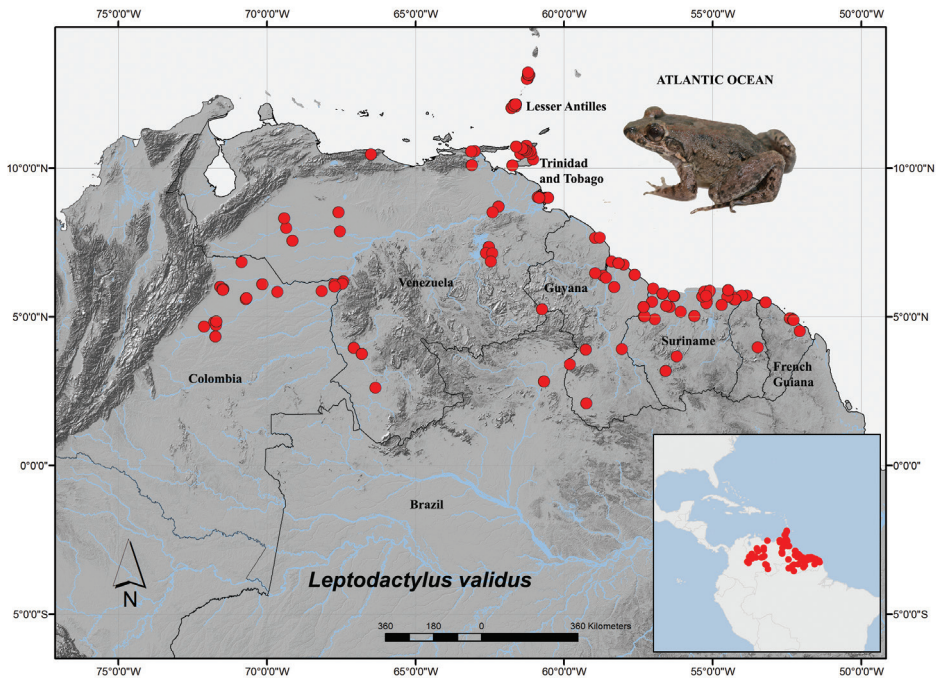 75°0'0"W 70°0'0"W 65°0'0"W 60°0'0"W 55°0'0"W 50°0'0"W
ATLANTIC OCEAN
Lesser Antilles
10°0'0"N 10°0'0"N
Trinidad
and Tobago
Venezuela
Guyana
5°0'0"N 5°0'0"N
Suriname
French
Guiana
Colombia
0°0'0" 0°0'0"
Brazil
N
Leptodactylus validus
5°0'0"S 5°0'0"S
360 180 0 360 Kilometers
75°0'0"W 70°0'0"W 65°0'0"W 60°0'0"W 55°0'0"W 50°0'0"W